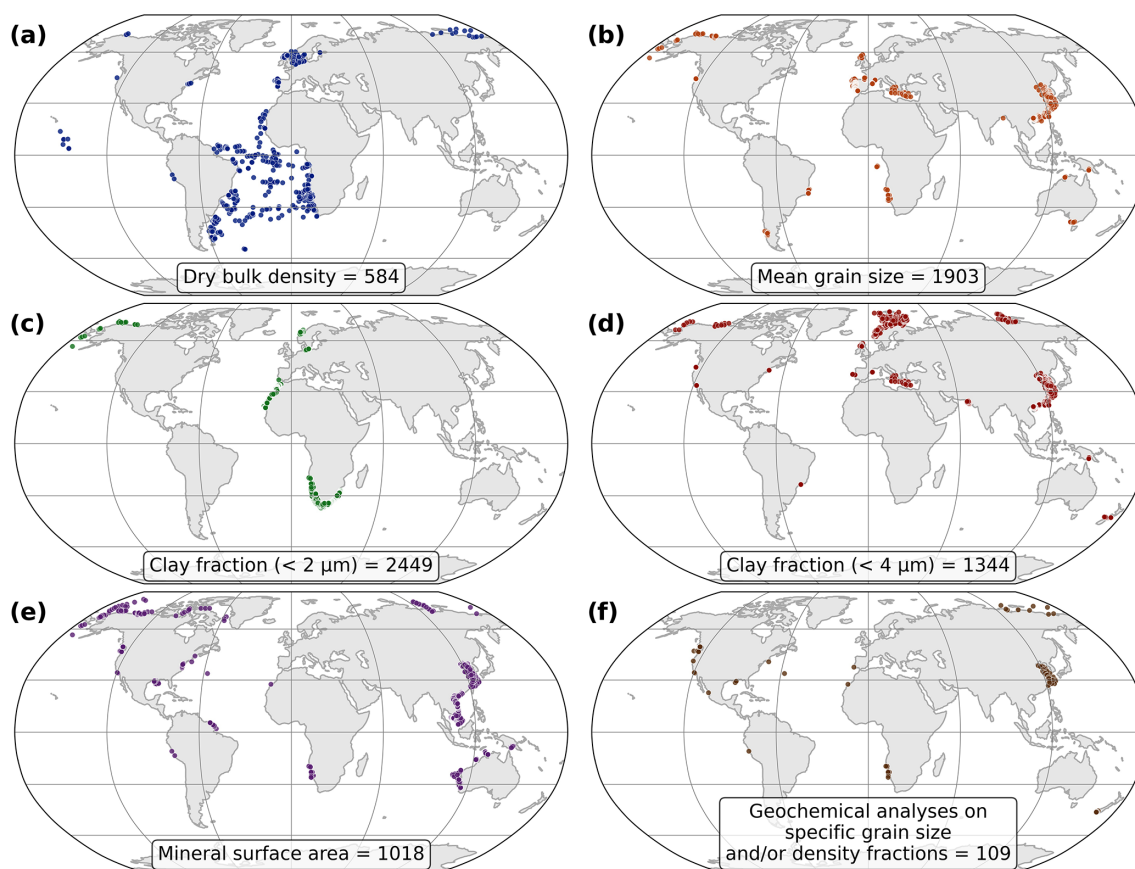 (a)
(b)
Dry bulk density = 584
Mean grain size = 1903
(c)
(d)
Clay fraction (< 2 μm) = 2449
Clay fraction (< 4 μm) = 1344
(e)
(f)
Mineral surface area = 1018
Geochemical analyses on
specific grain size
and/or density fractions = 109